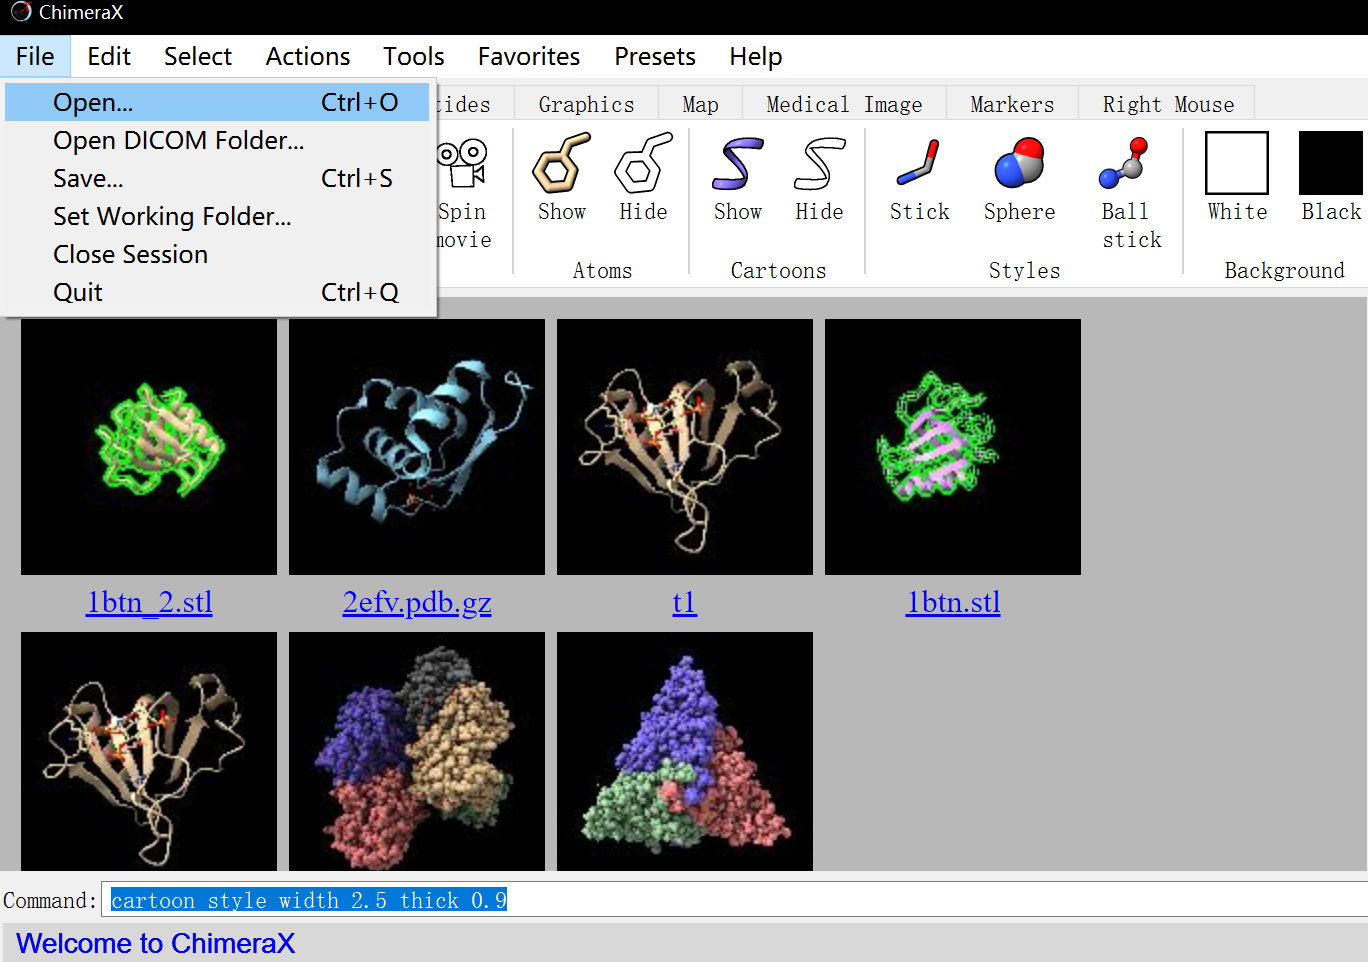 ChimeraX
File Edit Select Actions Tools Favorites Presets Help
Open... Ctrl+O
Open DICOM Folder...
Save... Ctrl+S
Set Working Folder...
Close Session
Quit Ctrl+Q
Graphics Map Medical Image Markers Right Mouse
Spin movie
Show Hide
Atoms
Show Hide
Cartoons
Stick Sphere Ball stick
Styles
White Black
Background
1btn_2.stl 2efv.pdb.gz t1 1btn.stl
Command: cartoon style width 2.5 thick 0.9
Welcome to ChimeraX